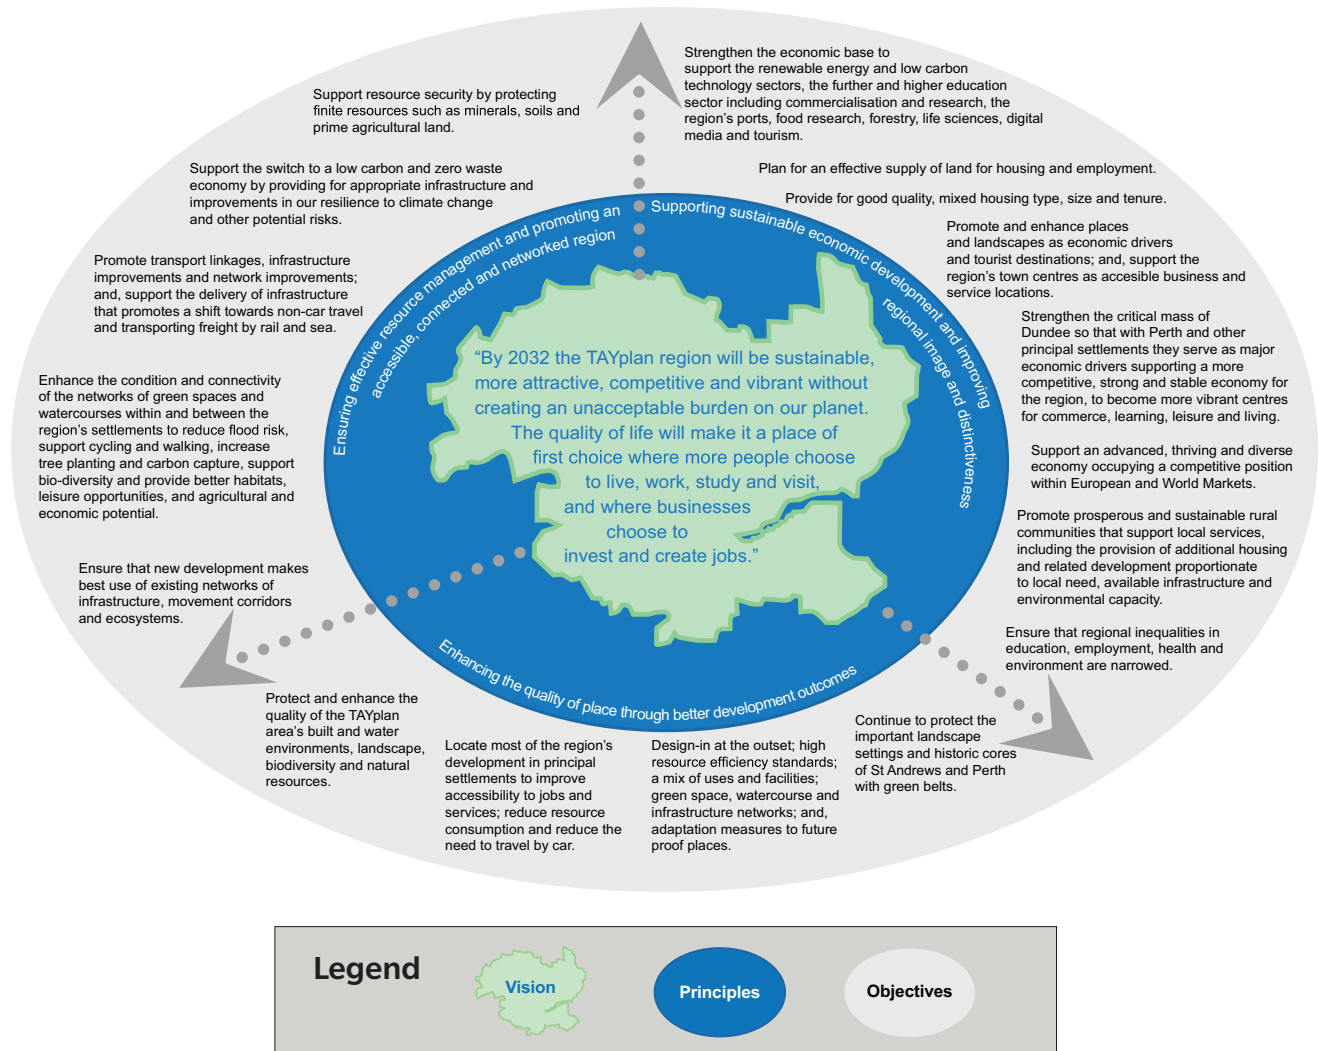 Support resource security by protecting
finite resources such as minerals, soils and
prime agricultural land.
Support the switch to a low carbon and zero waste
economy by providing for appropriate infrastructure and
improvements in our resilience to climate change
and other potential risks.
Promote transport linkages, infrastructure
improvements and network improvements;
and, support the delivery of infrastructure
that promotes a shift towards non-car travel
and transporting freight by rail and sea.
Enhance the condition and connectivity
of the networks of green spaces and
watercourses within and between the
region's settlements to reduce flood risk,
support cycling and walking, increase
tree planting and carbon capture, support
bio-diversity and provide better habitats,
leisure opportunities, and agricultural and
economic potential.
Ensure that new development makes
best use of existing networks of
infrastructure, movement corridors
and ecosystems.
Strengthen the economic base to
support the renewable energy and low carbon
technology sectors, the further and higher education
sector including commercialisation and research, the
region's ports, food research, forestry, life sciences, digital
media and tourism.
Plan for an effective supply of land for housing and employment.
Provide for good quality, mixed housing type, size and tenure.
Promote and enhance places
and landscapes as economic drivers
and tourist destinations; and, support the
region's town centres as accesible business and
service locations.
Strengthen the critical mass of
Dundee so that with Perth and other
principal settlements they serve as major
economic drivers supporting a more
competitive, strong and stable economy for
the region, to become more vibrant centres
for commerce, learning, leisure and living.
Support an advanced, thriving and diverse
economy occupying a competitive position
within European and World Markets.
Promote prosperous and sustainable rural
communities that support local services,
including the provision of additional housing
and related development proportionate
to local need, available infrastructure and
environmental capacity.
Ensure that regional inequalities in
education, employment, health and
environment are narrowed.
Ensuring effective resource management and promoting an
accessible, connected and networked region
Supporting sustainable economic development and improving
regional image and distinctiveness
"By 2032 the TAYplan region will be sustainable,
more attractive, competitive and vibrant without
creating an unacceptable burden on our planet.
The quality of life will make it a place of
first choice where more people choose
to live, work, study and visit,
and where businesses
choose to
invest and create jobs."
Enhancing the quality of place through better development outcomes
Protect and enhance the
quality of the TAYplan
area's built and water
environments, landscape,
biodiversity and natural
resources.
Locate most of the region's
development in principal
settlements to improve
accessibility to jobs and
services; reduce resource
consumption and reduce the
need to travel by car.
Design-in at the outset; high
resource efficiency standards;
a mix of uses and facilities;
green space, watercourse and
infrastructure networks; and,
adaptation measures to future
proof places.
Continue to protect the
important landscape
settings and historic cores
of St Andrews and Perth
with green belts.
Legend
Vision
Principles
Objectives